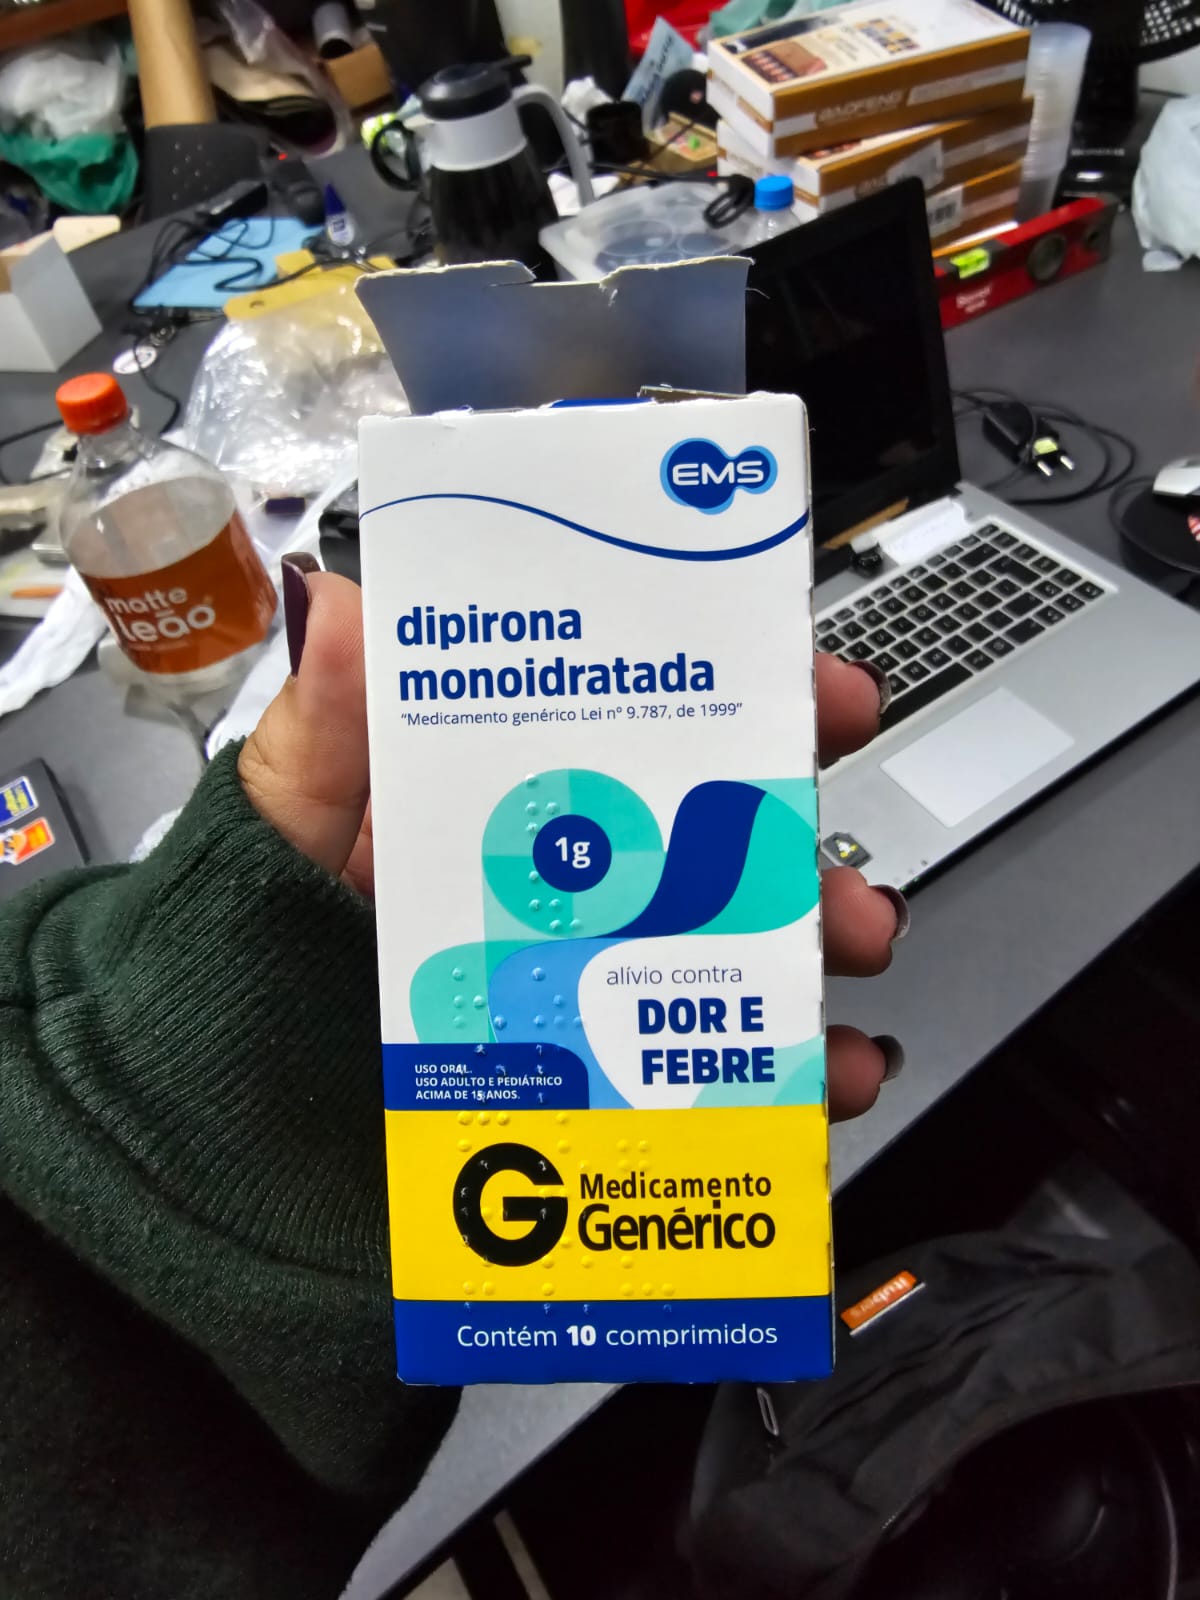 BAOFENG
EMS
dipirona
monoidratada
"Medicamento genérico Lei nº 9.787, de 1999"
matte
leão
1g
alívio contra
DOR E
FEBRE
USO ORAL.
USO ADULTO E PEDIÁTRICO
ACIMA DE 15 ANOS.
G Medicamento
Genérico
Contém 10 comprimidos